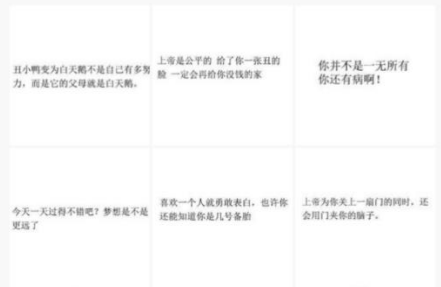 丑小鸭变为白天鹅不是自己有多努
力，而是它的父母就是白天鹅。
上帝是公平的 给了你一张丑的
脸 一定会再给你没钱的家
你并不是一无所有
你还有病啊！
今天一天过得不错吧？梦想是不是
更远了
喜欢一个人就勇敢表白，也许你
还能知道你是几号备胎
上帝为你关上一扇门的同时，还
会用门夹你的脑子。